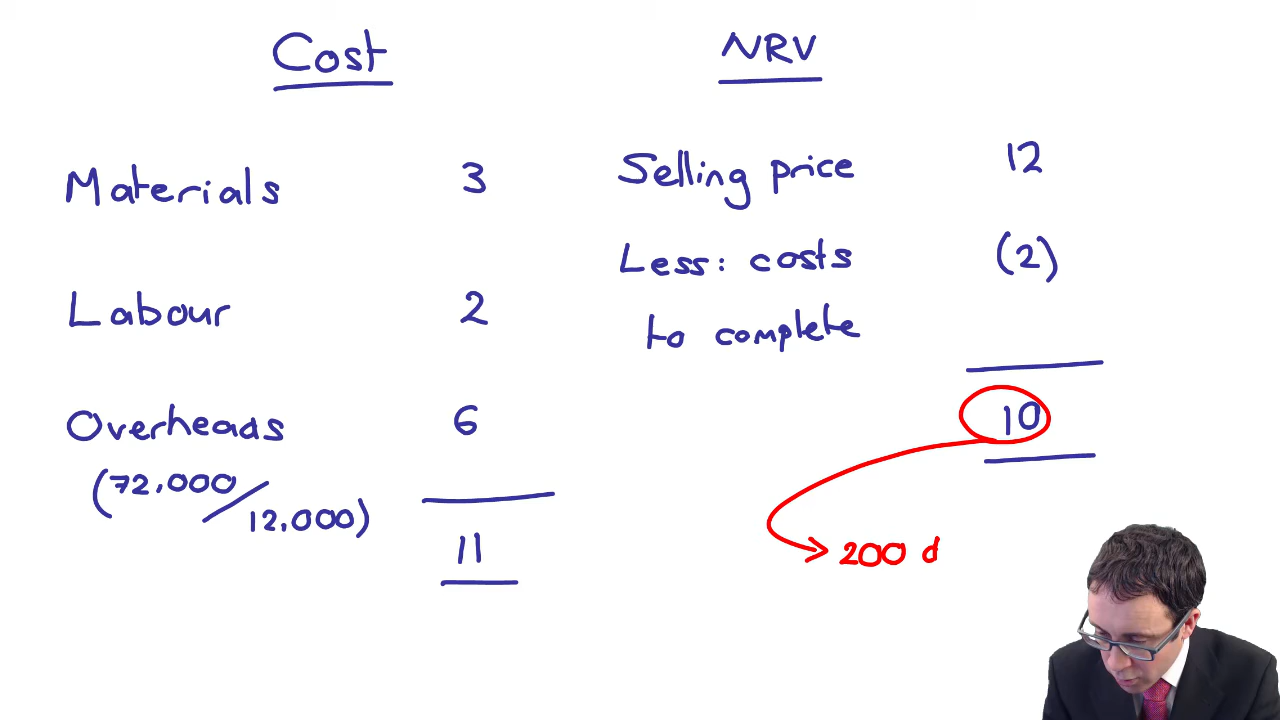 Cost
Materials 3
Labour 2
Overheads 6
(72,000/12,000)
11
NRV
Selling price 12
Less: costs (2)
to complete
10
200 d